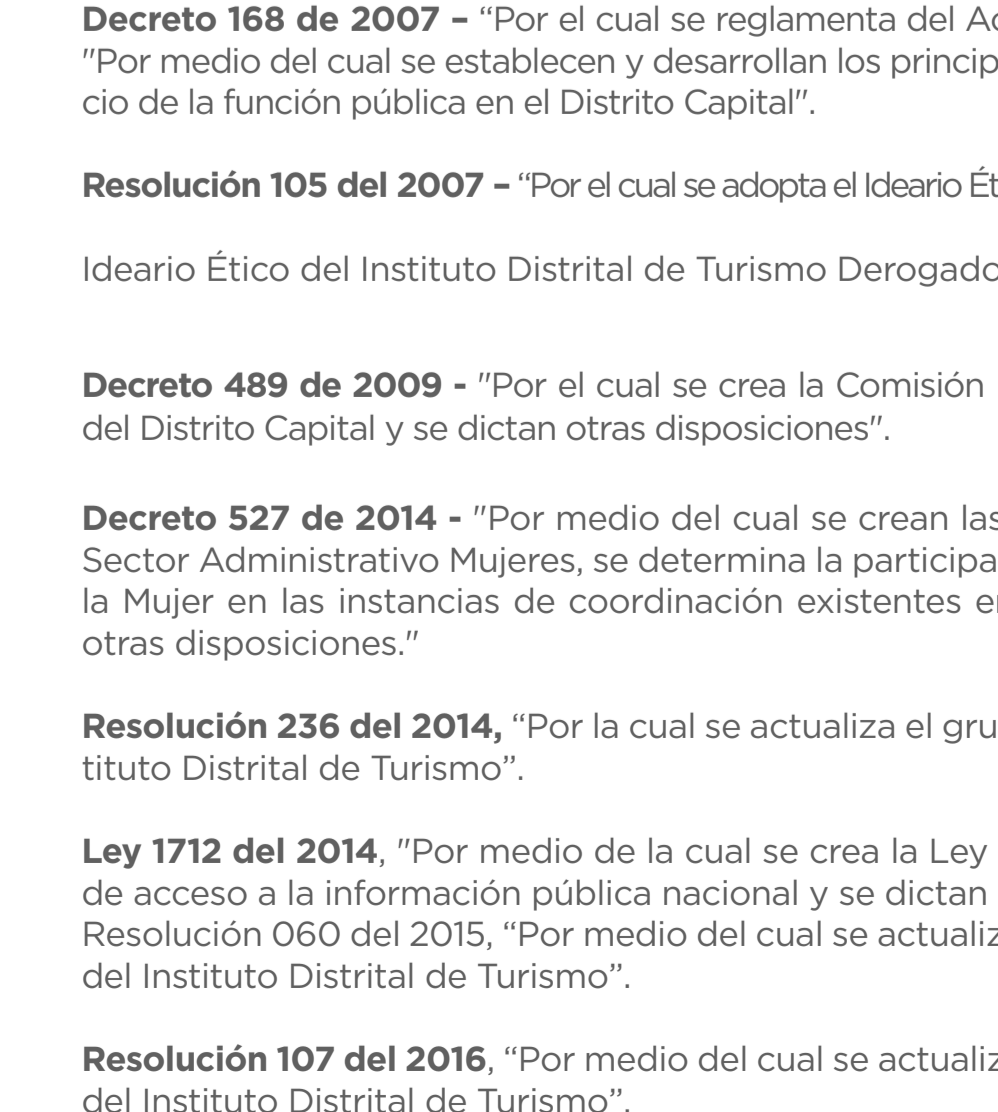 Decreto 168 de 2007 – “Por el cual se reglamenta del
"Por medio del cual se establecen y desarrollan los
cio de la función pública en el Distrito Capital".
Resolución 105 del 2007 – “Por el cual se adopta el Ideario
Ideario Ético del Instituto Distrital de Turismo Derogado
Decreto 489 de 2009 - "Por el cual se crea la Comisión
del Distrito Capital y se dictan otras disposiciones".
Decreto 527 de 2014 - "Por medio del cual se crean las
Sector Administrativo Mujeres, se determina la
la Mujer en las instancias de coordinación existentes
otras disposiciones."
Resolución 236 del 2014, “Por la cual se actualiza el
tituto Distrital de Turismo”.
Ley 1712 del 2014, "Por medio de la cual se crea la Ley
de acceso a la información pública nacional y se dictan
Resolución 060 del 2015, “Por medio del cual se
del Instituto Distrital de Turismo”.
Resolución 107 del 2016, “Por medio del cual se
del Instituto Distrital de Turismo”.